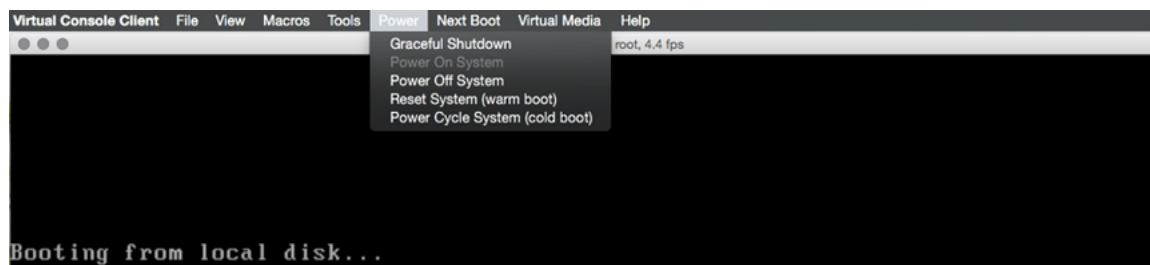 Virtual Console Client File View Macros Tools Power Next Boot Virtual Media Help
root, 4.4 fps
Graceful Shutdown
Power On System
Power Off System
Reset System (warm boot)
Power Cycle System (cold boot)
Booting from local disk...